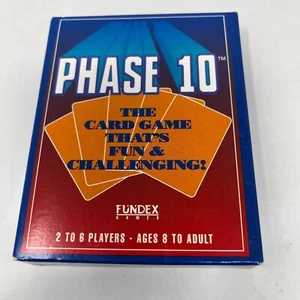 PHASE 10™
THE
CARD GAME
THAT'S
FUN &
CHALLENGING!
FUNDEX
GAMES
2 TO 6 PLAYERS · AGES 8 TO ADULT